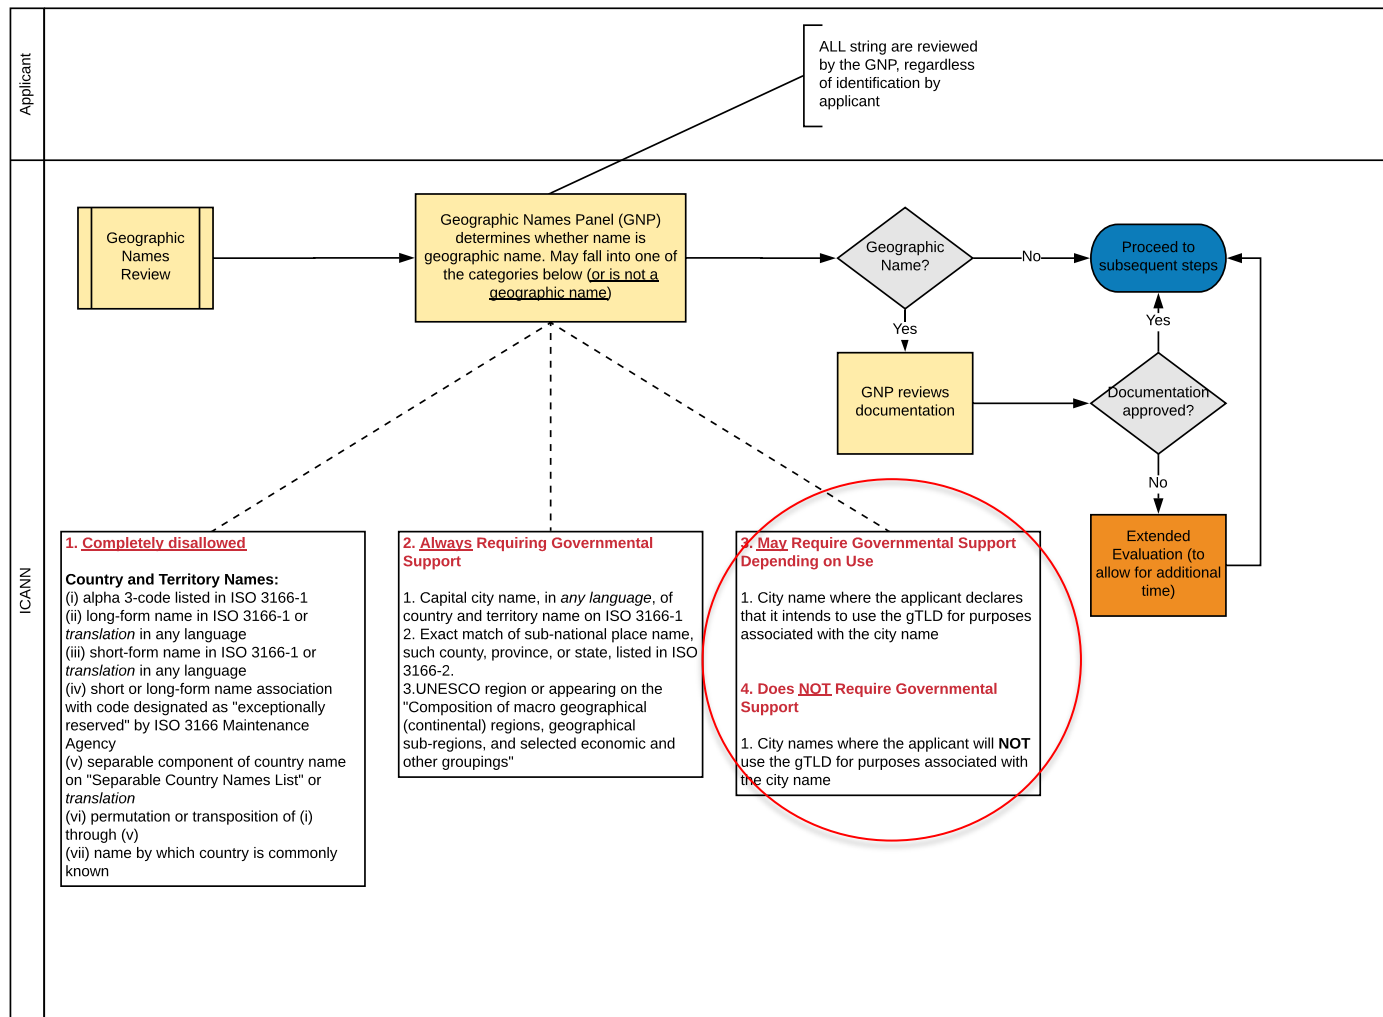 Applicant
ALL string are reviewed
by the GNP, regardless
of identification by
applicant
ICANN
Geographic
Names
Review
Geographic Names Panel (GNP)
determines whether name is
geographic name. May fall into one of
the categories below (or is not a
geographic name)
Geographic
Name?
No
Proceed to
subsequent steps
Yes
Yes
GNP reviews
documentation
Documentation
approved?
No
Extended
Evaluation (to
allow for additional
time)
1. Completely disallowed
Country and Territory Names:
(i) alpha 3-code listed in ISO 3166-1
(ii) long-form name in ISO 3166-1 or
translation in any language
(iii) short-form name in ISO 3166-1 or
translation in any language
(iv) short or long-form name association
with code designated as "exceptionally
reserved" by ISO 3166 Maintenance
Agency
(v) separable component of country name
on "Separable Country Names List" or
translation
(vi) permutation or transposition of (i)
through (v)
(vii) name by which country is commonly
known
2. Always Requiring Governmental
Support
1. Capital city name, in any language, of
country and territory name on ISO 3166-1
2. Exact match of sub-national place name,
such county, province, or state, listed in ISO
3166-2.
3.UNESCO region or appearing on the
"Composition of macro geographical
(continental) regions, geographical
sub-regions, and selected economic and
other groupings"
3. May Require Governmental Support
Depending on Use
1. City name where the applicant declares
that it intends to use the gTLD for purposes
associated with the city name
4. Does NOT Require Governmental
Support
1. City names where the applicant will NOT
use the gTLD for purposes associated with
the city name